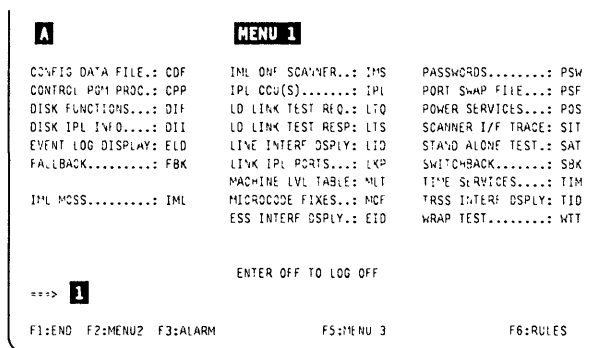 A MENU 1
CONFIG DATA FILE.: CDF IML ONE SCANNER..: IMS PASSWORDS........: PSW
CONTROL PGM PROC.: CPP IPL CCU(S).......: IPL PORT SWAP FILE...: PSF
DISK FUNCTIONS...: DIF LD LINK TEST REQ.: LTQ POWER SERVICES...: POS
DISK IPL INFO....: DII LD LINK TEST RESP: LTS SCANNER I/F TRACE: SIT
EVENT LOG DISPLAY: ELD LINE INTERF DSPLY: LID STAND ALONE TEST.: SAT
FALLBACK.........: FBK LINK IPL PORTS...: LKP SWITCHBACK.......: SBK
MACHINE LVL TABLE: MLT TIME SERVICES....: TIM
IML MOSS.........: IML MICROCODE FIXES..: MCF TRSS INTERF DSPLY: TID
ESS INTERF DSPLY.: EID WRAP TEST........: WTT
ENTER OFF TO LOG OFF
===> 1
F1:END F2:MENU2 F3:ALARM F5:MENU 3 F6:RULES